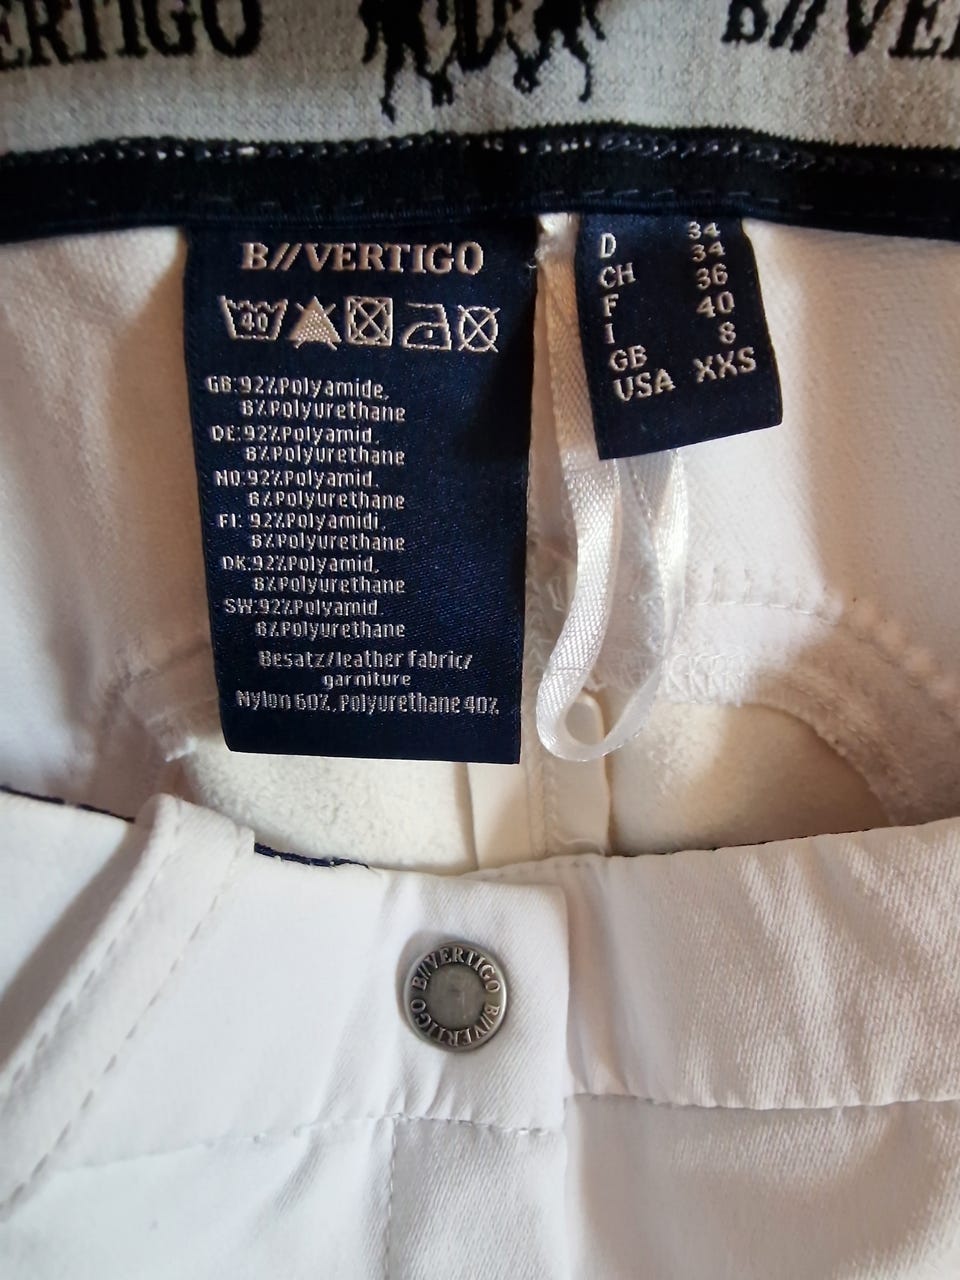 VERTIGO B//VE
B//VERTIGO
40
GB:92%Polyamide,
8%Polyurethane
DE:92%Polyamid,
8%Polyurethane
NO:92%Polyamid.
8%Polyurethane
FI: 92%Polyamidi,
8%Polyurethane
DK:92%Polyamid,
8%Polyurethane
SW:92%Polyamid.
8%Polyurethane
Besatz/leather fabric/
garniture
Nylon 60%, Polyurethane 40%
D 34
CH 34
F 36
I 40
GB 8
USA XXS
B//VERTIGO B//VERTIGO